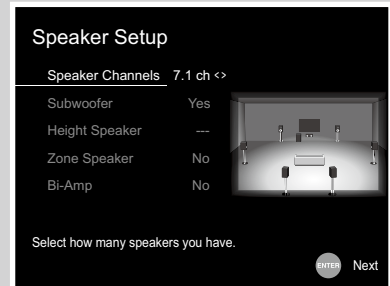 Speaker Setup
Speaker Channels 7.1 ch <>
Subwoofer Yes
Height Speaker ---
Zone Speaker No
Bi-Amp No
Select how many speakers you have.
ENTER Next